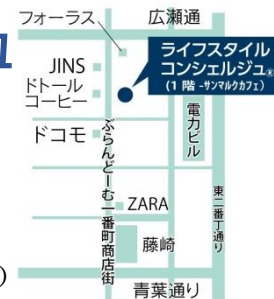 フォーラス
広瀬通
ライフスタイル
コンシェルジュ®
(1階-サンマルクカフェ)
JINS
ドトール
コーヒー
ドコモ
電力ビル
ぶらんどーむ一番町商店街
東二番丁通り
ZARA
藤崎
青葉通り
)